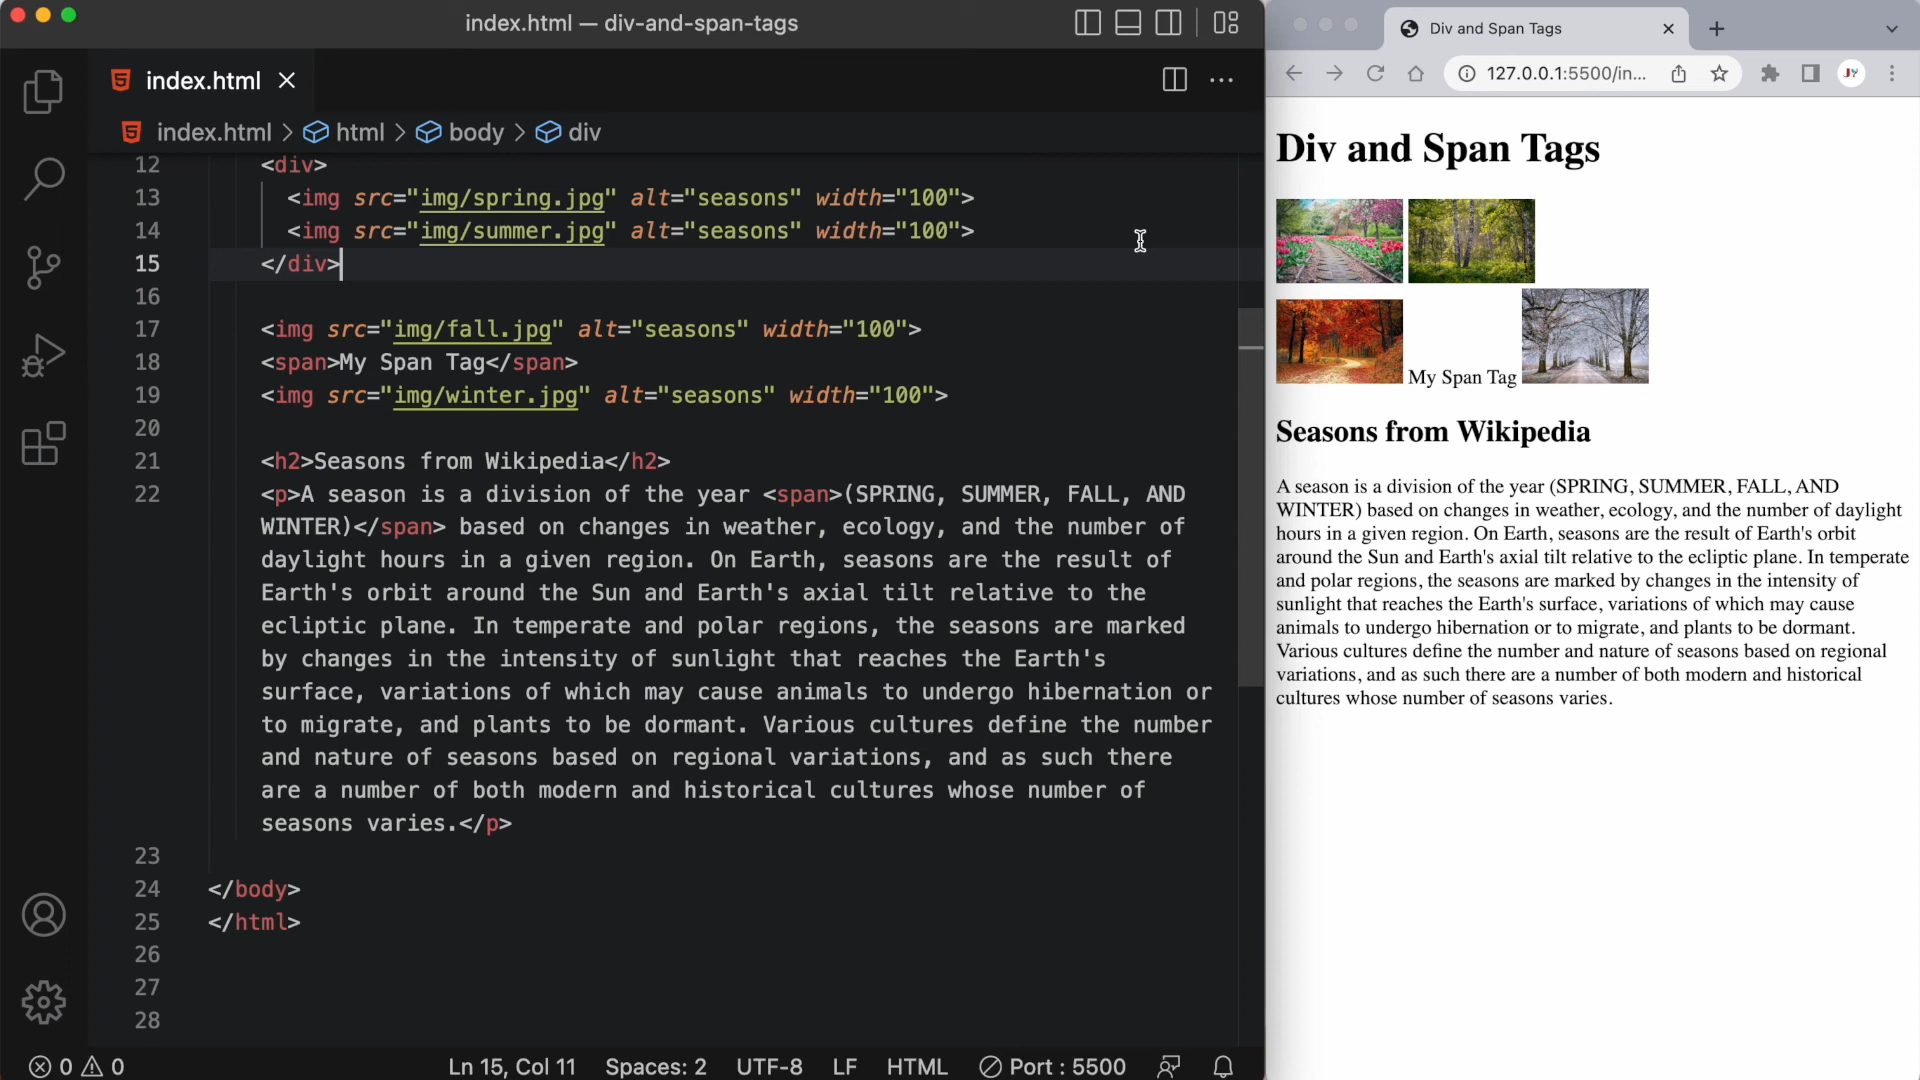 index.html — div-and-span-tags
index.html
index.html > html > body > div
12 <div>
13 <img src="img/spring.jpg" alt="seasons" width="100">
14 <img src="img/summer.jpg" alt="seasons" width="100">
15 </div>
16
17 <img src="img/fall.jpg" alt="seasons" width="100">
18 <span>My Span Tag</span>
19 <img src="img/winter.jpg" alt="seasons" width="100">
20
21 <h2>Seasons from Wikipedia</h2>
22 <p>A season is a division of the year <span>(SPRING, SUMMER, FALL, AND
WINTER)</span> based on changes in weather, ecology, and the number of
daylight hours in a given region. On Earth, seasons are the result of
Earth's orbit around the Sun and Earth's axial tilt relative to the
ecliptic plane. In temperate and polar regions, the seasons are marked
by changes in the intensity of sunlight that reaches the Earth's
surface, variations of which may cause animals to undergo hibernation or
to migrate, and plants to be dormant. Various cultures define the number
and nature of seasons based on regional variations, and as such there
are a number of both modern and historical cultures whose number of
seasons varies.</p>
23
24 </body>
25 </html>
26
27
28
0 0 Ln 15, Col 11 Spaces: 2 UTF-8 LF HTML Port : 5500
Div and Span Tags
127.0.0.1:5500/in... JY
Div and Span Tags
My Span Tag
Seasons from Wikipedia
A season is a division of the year (SPRING, SUMMER, FALL, AND
WINTER) based on changes in weather, ecology, and the number of daylight
hours in a given region. On Earth, seasons are the result of Earth's orbit
around the Sun and Earth's axial tilt relative to the ecliptic plane. In temperate
and polar regions, the seasons are marked by changes in the intensity of
sunlight that reaches the Earth's surface, variations of which may cause
animals to undergo hibernation or to migrate, and plants to be dormant.
Various cultures define the number and nature of seasons based on regional
variations, and as such there are a number of both modern and historical
cultures whose number of seasons varies.